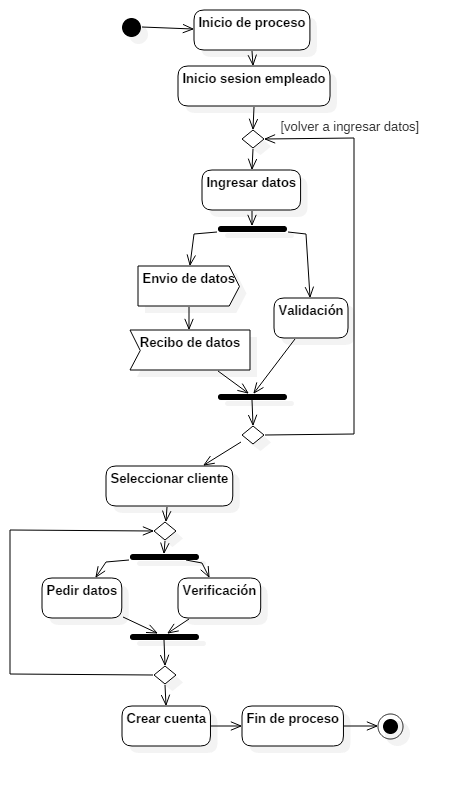 Inicio de proceso
Inicio sesion empleado
[volver a ingresar datos]
Ingresar datos
Envio de datos
Validación
Recibo de datos
Seleccionar cliente
Pedir datos
Verificación
Crear cuenta
Fin de proceso